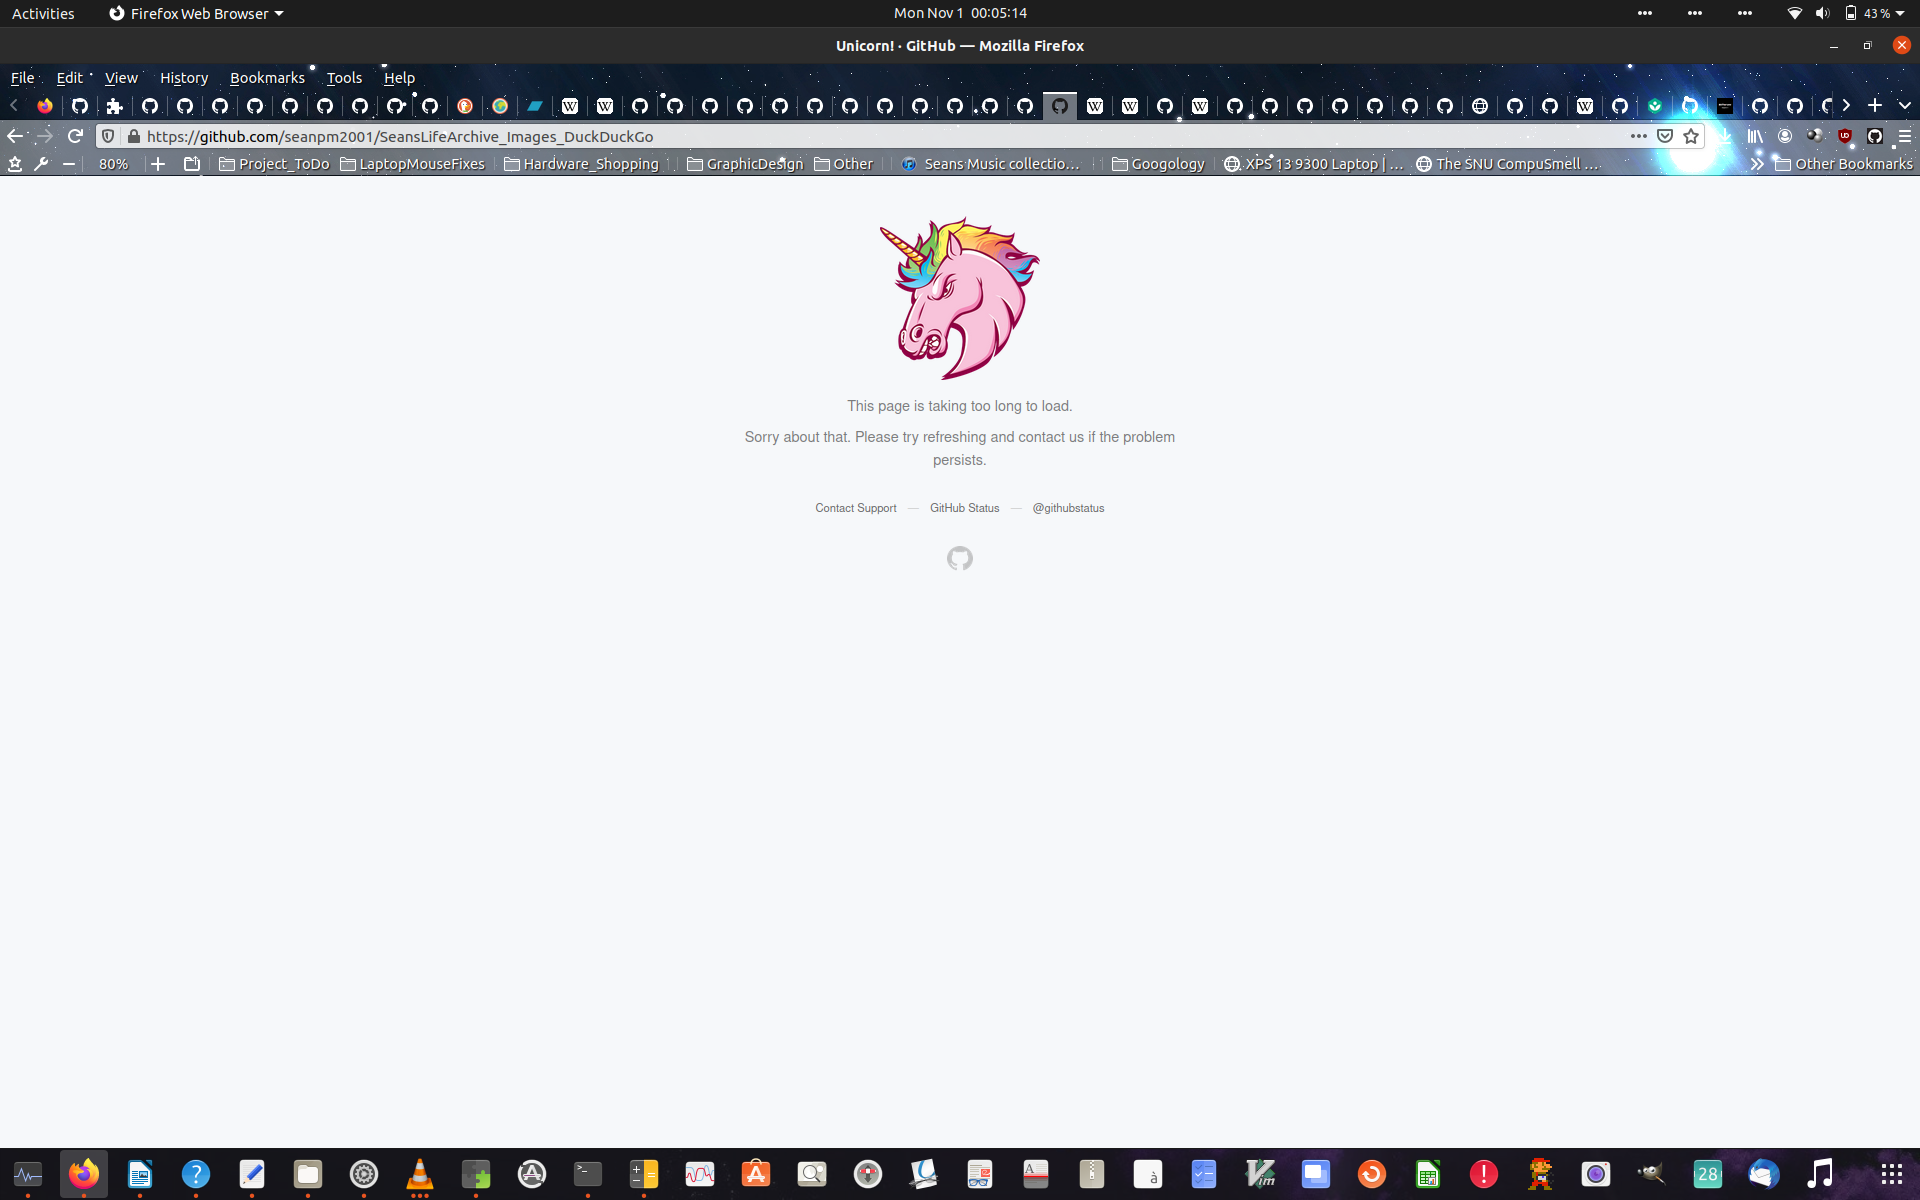 Activities Firefox Web Browser Mon Nov 1 00:05:14 43 %
Unicorn! · GitHub — Mozilla Firefox
File Edit View History Bookmarks Tools Help
https://github.com/seanpm2001/SeansLifeArchive_Images_DuckDuckGo
80% Project_ToDo LaptopMouseFixes Hardware_Shopping GraphicDesign Other Seans Music collectio… Googology XPS 13 9300 Laptop | … The SNU CompuSmell … Other Bookmarks
This page is taking too long to load.
Sorry about that. Please try refreshing and contact us if the problem
persists.
Contact Support — GitHub Status — @githubstatus
28